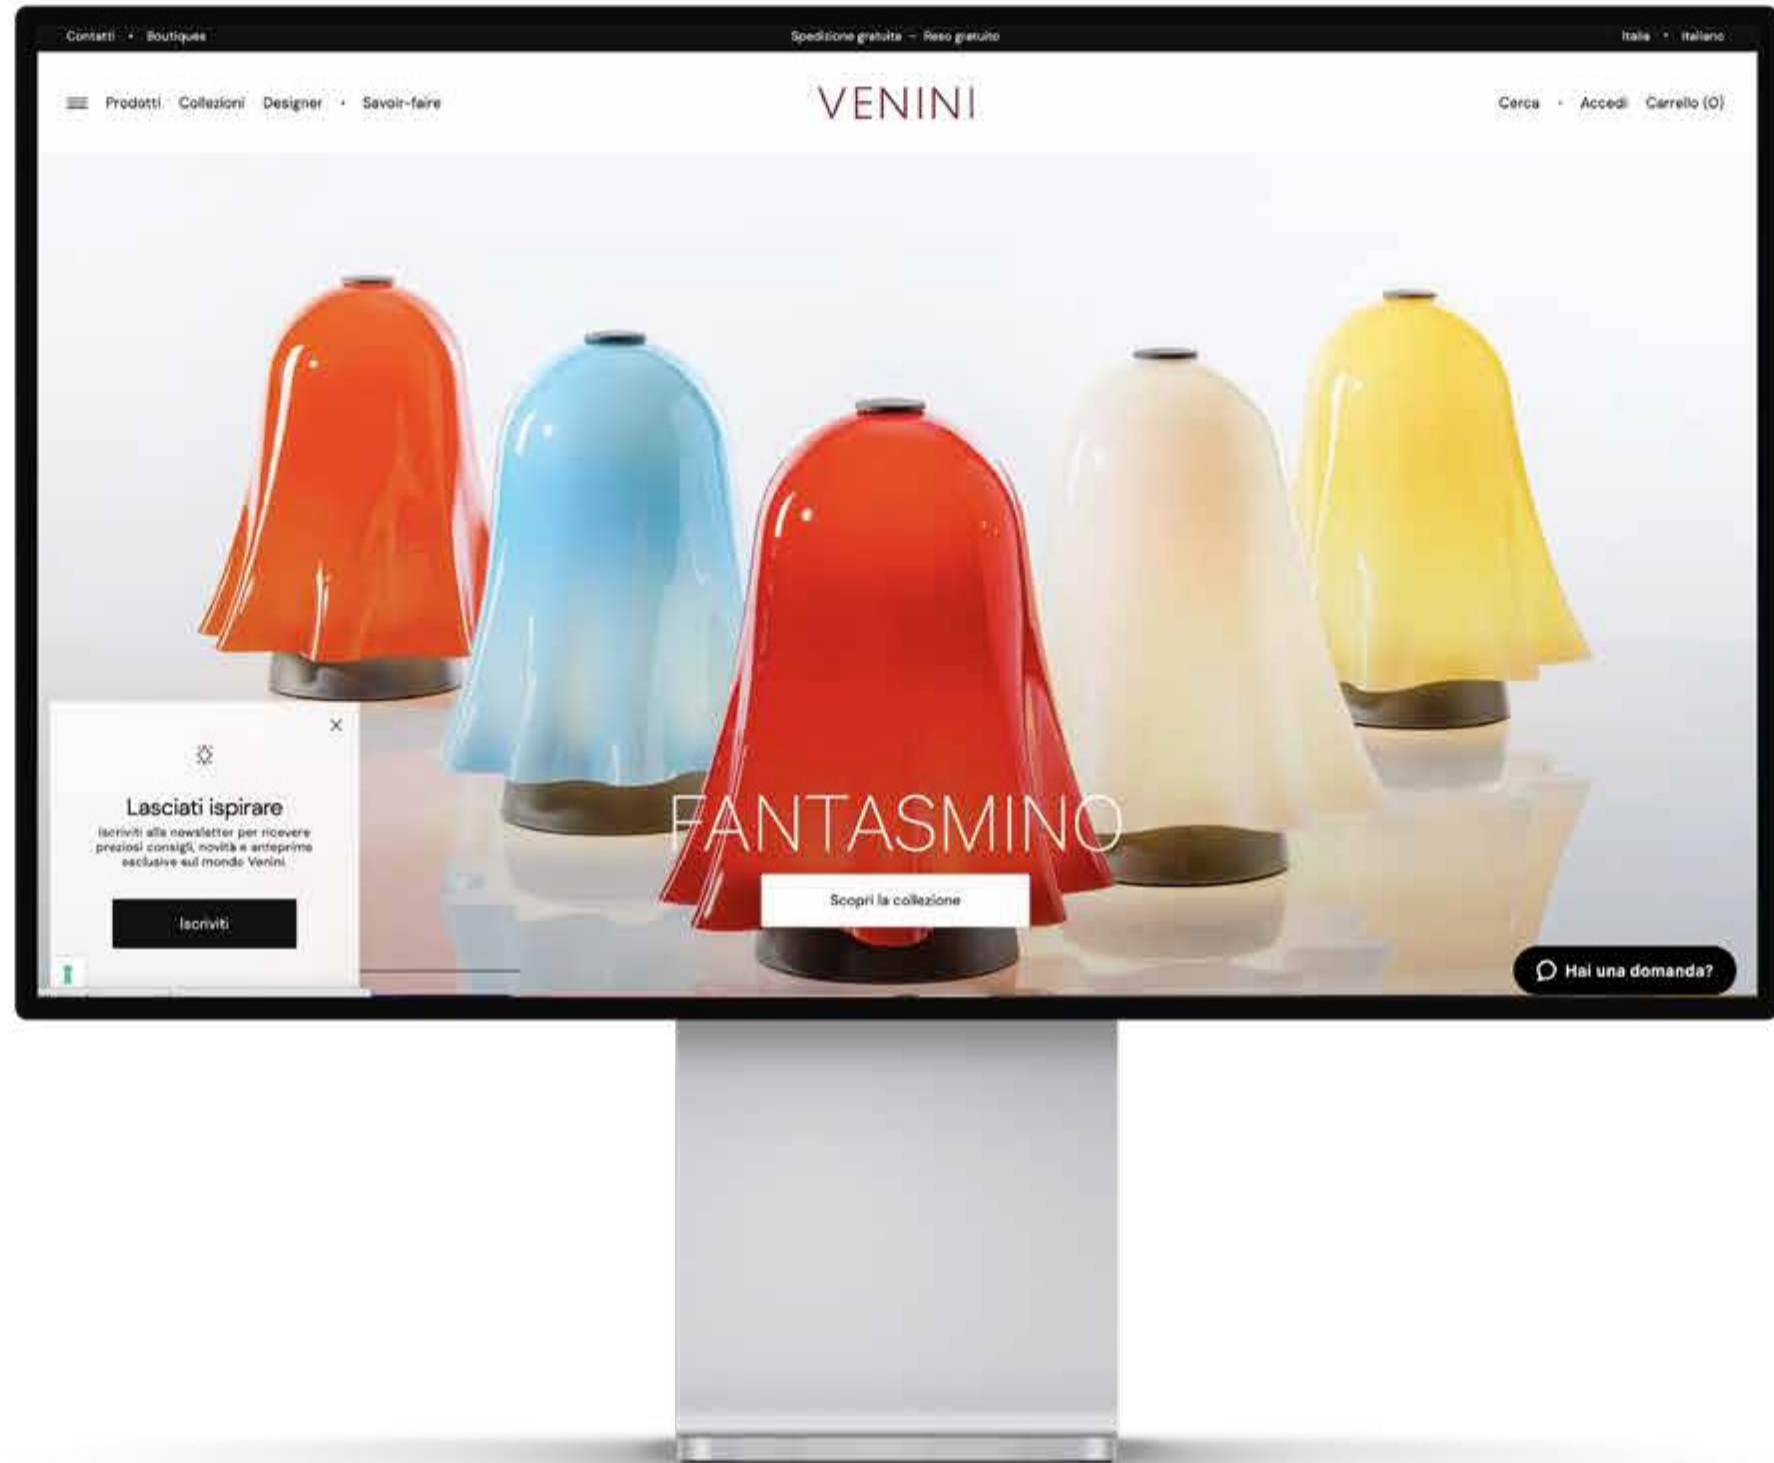 Contatti • Boutiques
Spedizione gratuita — Reso gratuito
Italia • Italiano
Prodotti Collezioni Designer • Savoir-faire
VENINI
Cerca • Accedi Carrello (0)
Lasciati ispirare
Iscriviti alla newsletter per ricevere
preziosi consigli, novità e anteprime
esclusive sul mondo Venini
Iscriviti
FANTASMINO
Scopri la collezione
Hai una domanda?